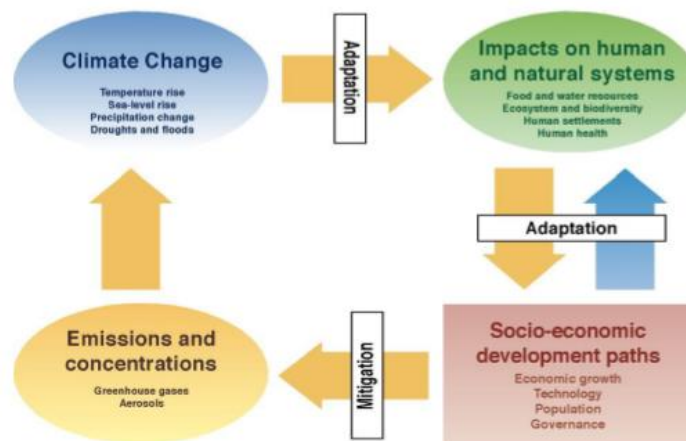 Climate Change
Temperature rise
Sea-level rise
Precipitation change
Droughts and floods
Adaptation
Impacts on human
and natural systems
Food and water resources
Ecosystem and biodiversity
Human settlements
Human health
Adaptation
Emissions and
concentrations
Greenhouse gases
Aerosols
Mitigation
Socio-economic
development paths
Economic growth
Technology
Population
Governance